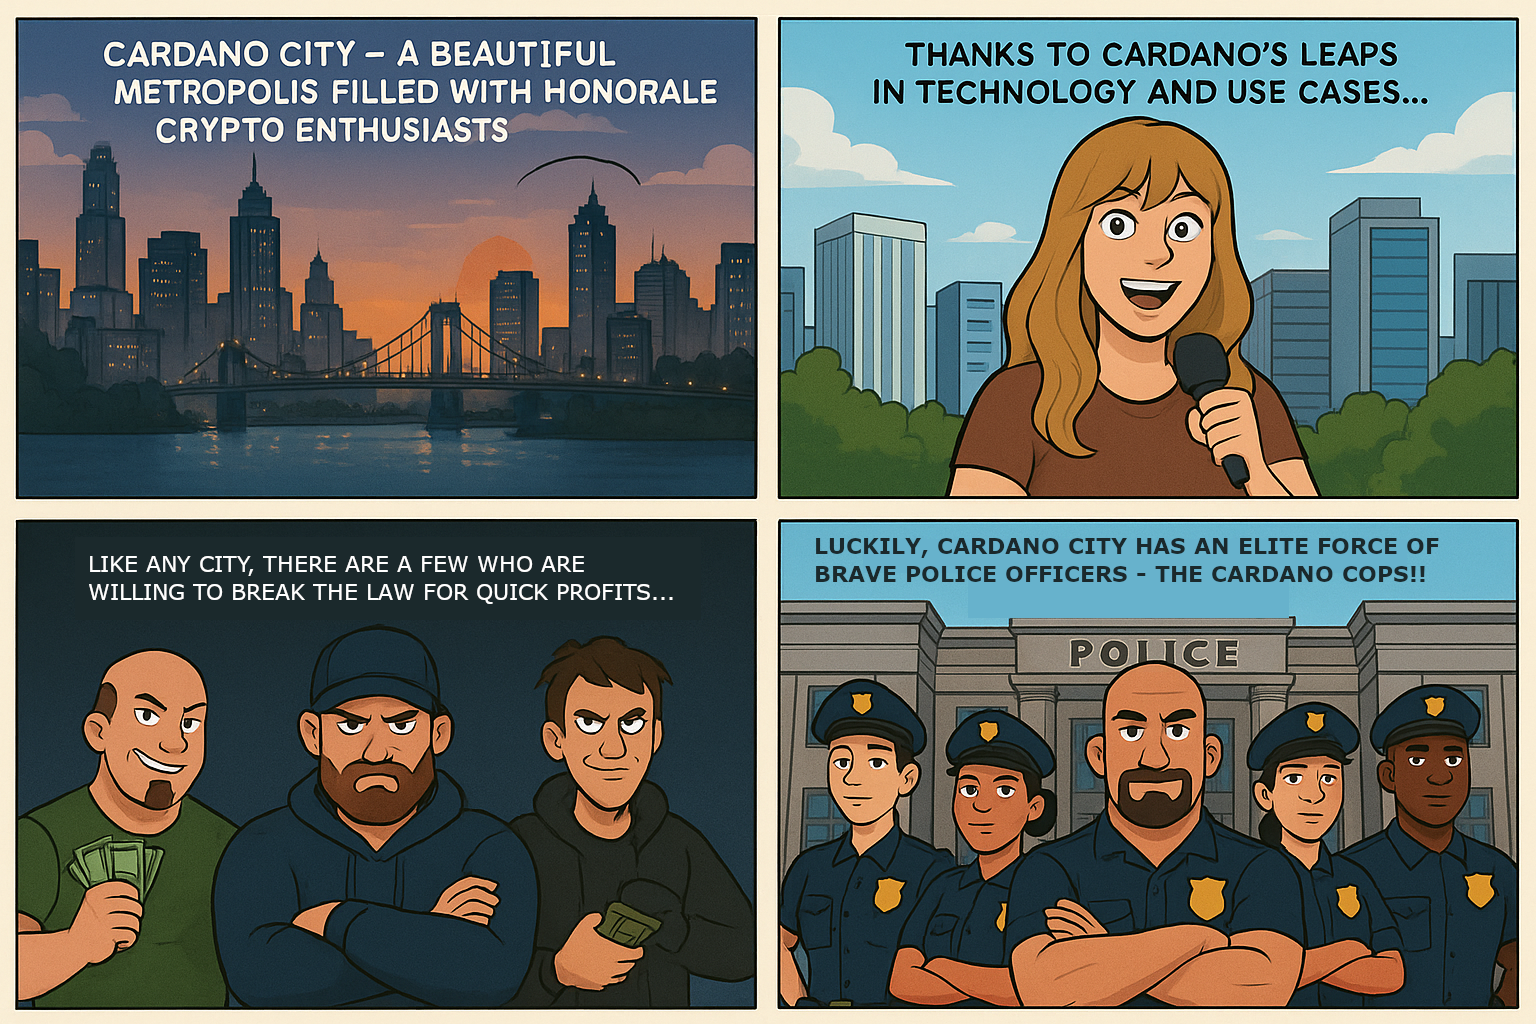 CARDANO CITY – A BEAUTIFUL
METROPOLIS FILLED WITH HONORALE
CRYPTO ENTHUSIASTS
THANKS TO CARDANO'S LEAPS
IN TECHNOLOGY AND USE CASES...
LIKE ANY CITY, THERE ARE A FEW WHO ARE
WILLING TO BREAK THE LAW FOR QUICK PROFITS...
LUCKILY, CARDANO CITY HAS AN ELITE FORCE OF
BRAVE POLICE OFFICERS - THE CARDANO COPS!!
POLICE